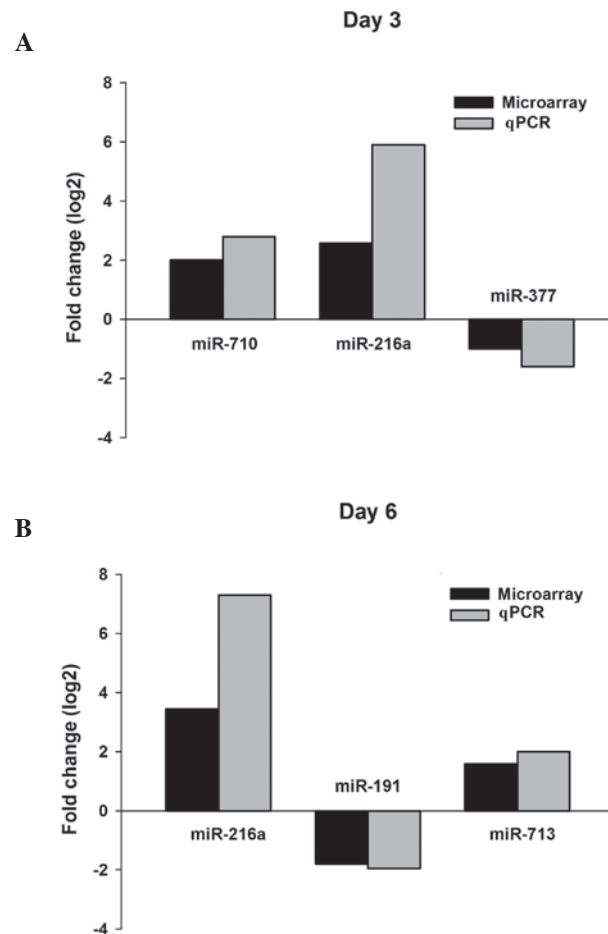 Day 3
A
8
Microarray
qPCR
6
4
2
0
-2
-4
Fold change (log2)
miR-710
miR-216a
miR-377
Day 6
B
8
Microarray
qPCR
6
4
2
0
-2
-4
Fold change (log2)
miR-216a
miR-191
miR-713